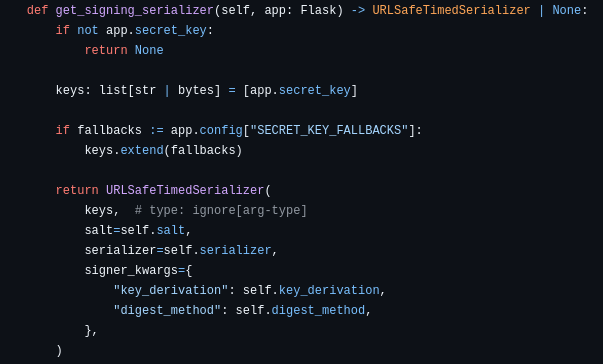 def get_signing_serializer(self, app: Flask) -> URLSafeTimedSerializer | None:
    if not app.secret_key:
        return None

    keys: list[str | bytes] = [app.secret_key]

    if fallbacks := app.config["SECRET_KEY_FALLBACKS"]:
        keys.extend(fallbacks)

    return URLSafeTimedSerializer(
        keys,  # type: ignore[arg-type]
        salt=self.salt,
        serializer=self.serializer,
        signer_kwargs={
            "key_derivation": self.key_derivation,
            "digest_method": self.digest_method,
        },
    )